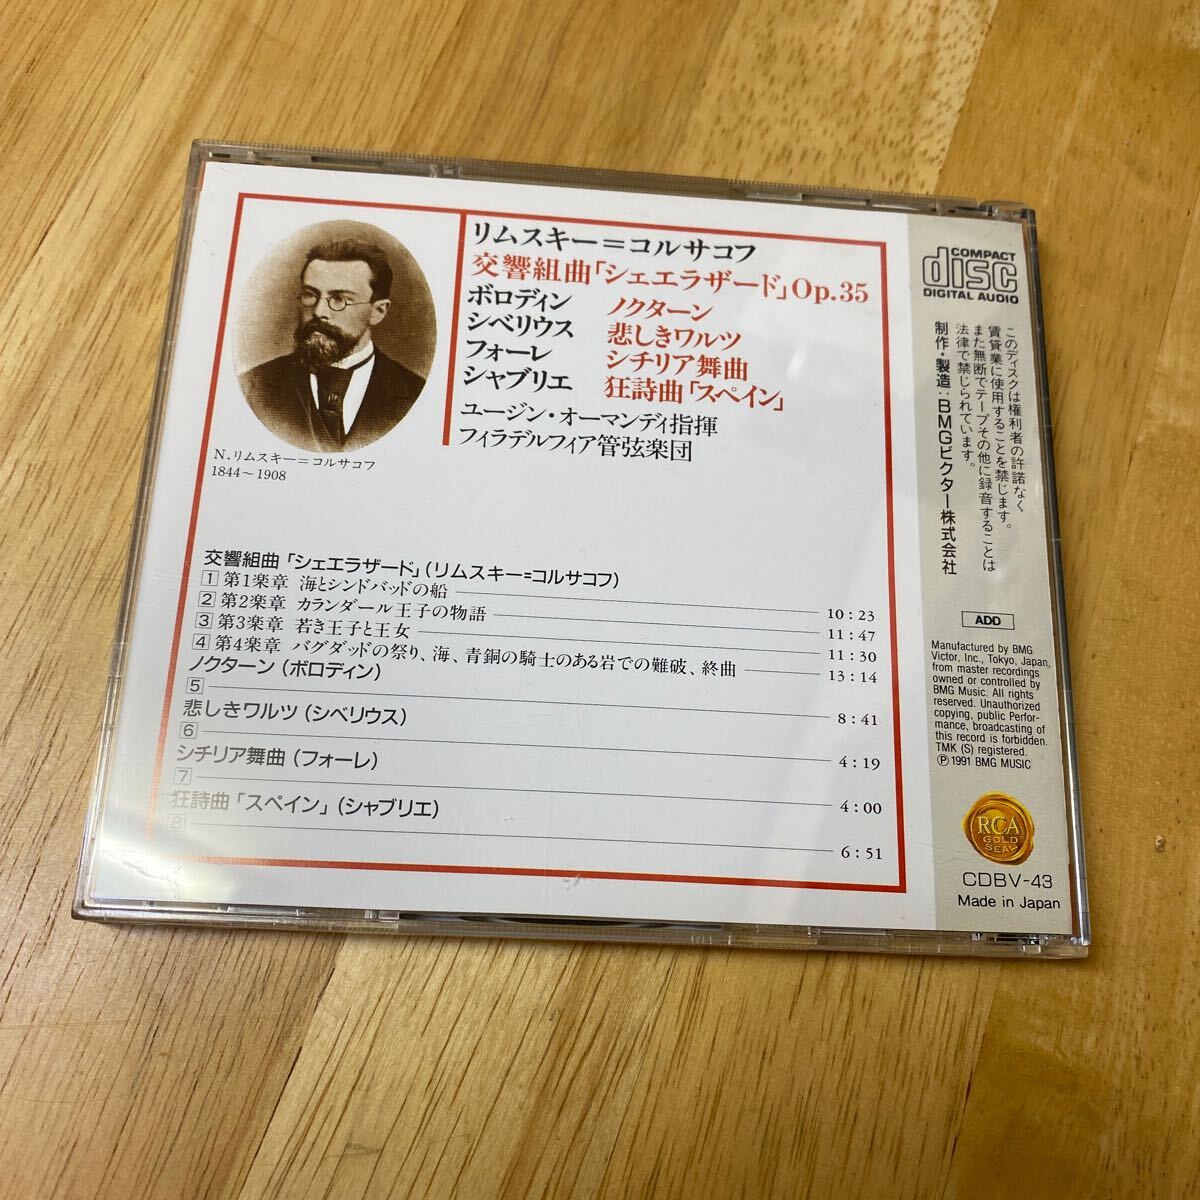 リムスキー=コルサコフ
交響組曲「シェエラザード」Op.35
ボロディン ノクターン
シベリウス 悲しきワルツ
フォーレ シチリア舞曲
シャブリエ 狂詩曲「スペイン」
ユージン・オーマンディ指揮
フィラデルフィア管弦楽団
N.リムスキー=コルサコフ
1844〜1908
交響組曲「シェエラザード」(リムスキー=コルサコフ)
1 第1楽章 海とシンドバッドの船 10:23
2 第2楽章 カランダール王子の物語 11:47
3 第3楽章 若き王子と王女 11:30
4 第4楽章 バグダッドの祭り、海、青銅の騎士のある岩での難破、終曲 13:14
ノクターン(ボロディン)
5 8:41
悲しきワルツ(シベリウス)
6 4:19
シチリア舞曲(フォーレ)
7 4:00
狂詩曲「スペイン」(シャブリエ)
8 6:51
COMPACT
disc
DIGITAL AUDIO
このディスクは権利者の許諾なく
賃貸業に使用することを禁じます。
また無断でテープその他に録音することは
法律で禁じられています。
制作・製造:BMGビクター株式会社
ADD
Manufactured by BMG
Victor, Inc., Tokyo, Japan,
from master recordings
owned or controlled by
BMG Music. All rights
reserved. Unauthorized
copying, public Perfor-
mance, broadcasting of
this record is forbidden.
TMK (S) registered.
Ⓟ1991 BMG MUSIC
RCA
GOLD
SEAL
CDBV-43
Made in Japan